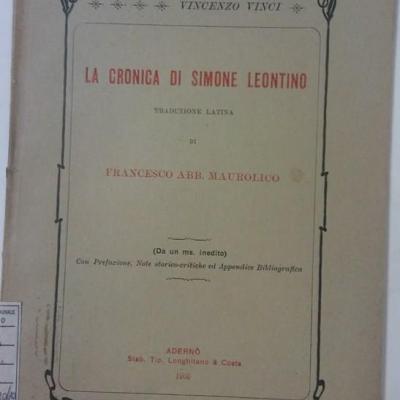 VINCENZO VINCI
LA CRONICA DI SIMONE LEONTINO
TRADUZIONE LATINA
DI
FRANCESCO ABB. MAUROLICO
(Da un ms. inedito)
Con Prefazione, Note storico-critiche ed Appendice Bibliografica
ADERNÒ
Stab. Tip. Longhitano & Costa